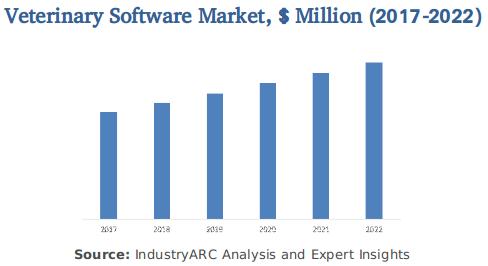 Veterinary Software Market, $ Million (2017-2022)
2017 2018 2019 2020 2021 2022
Source: IndustryARC Analysis and Expert Insights